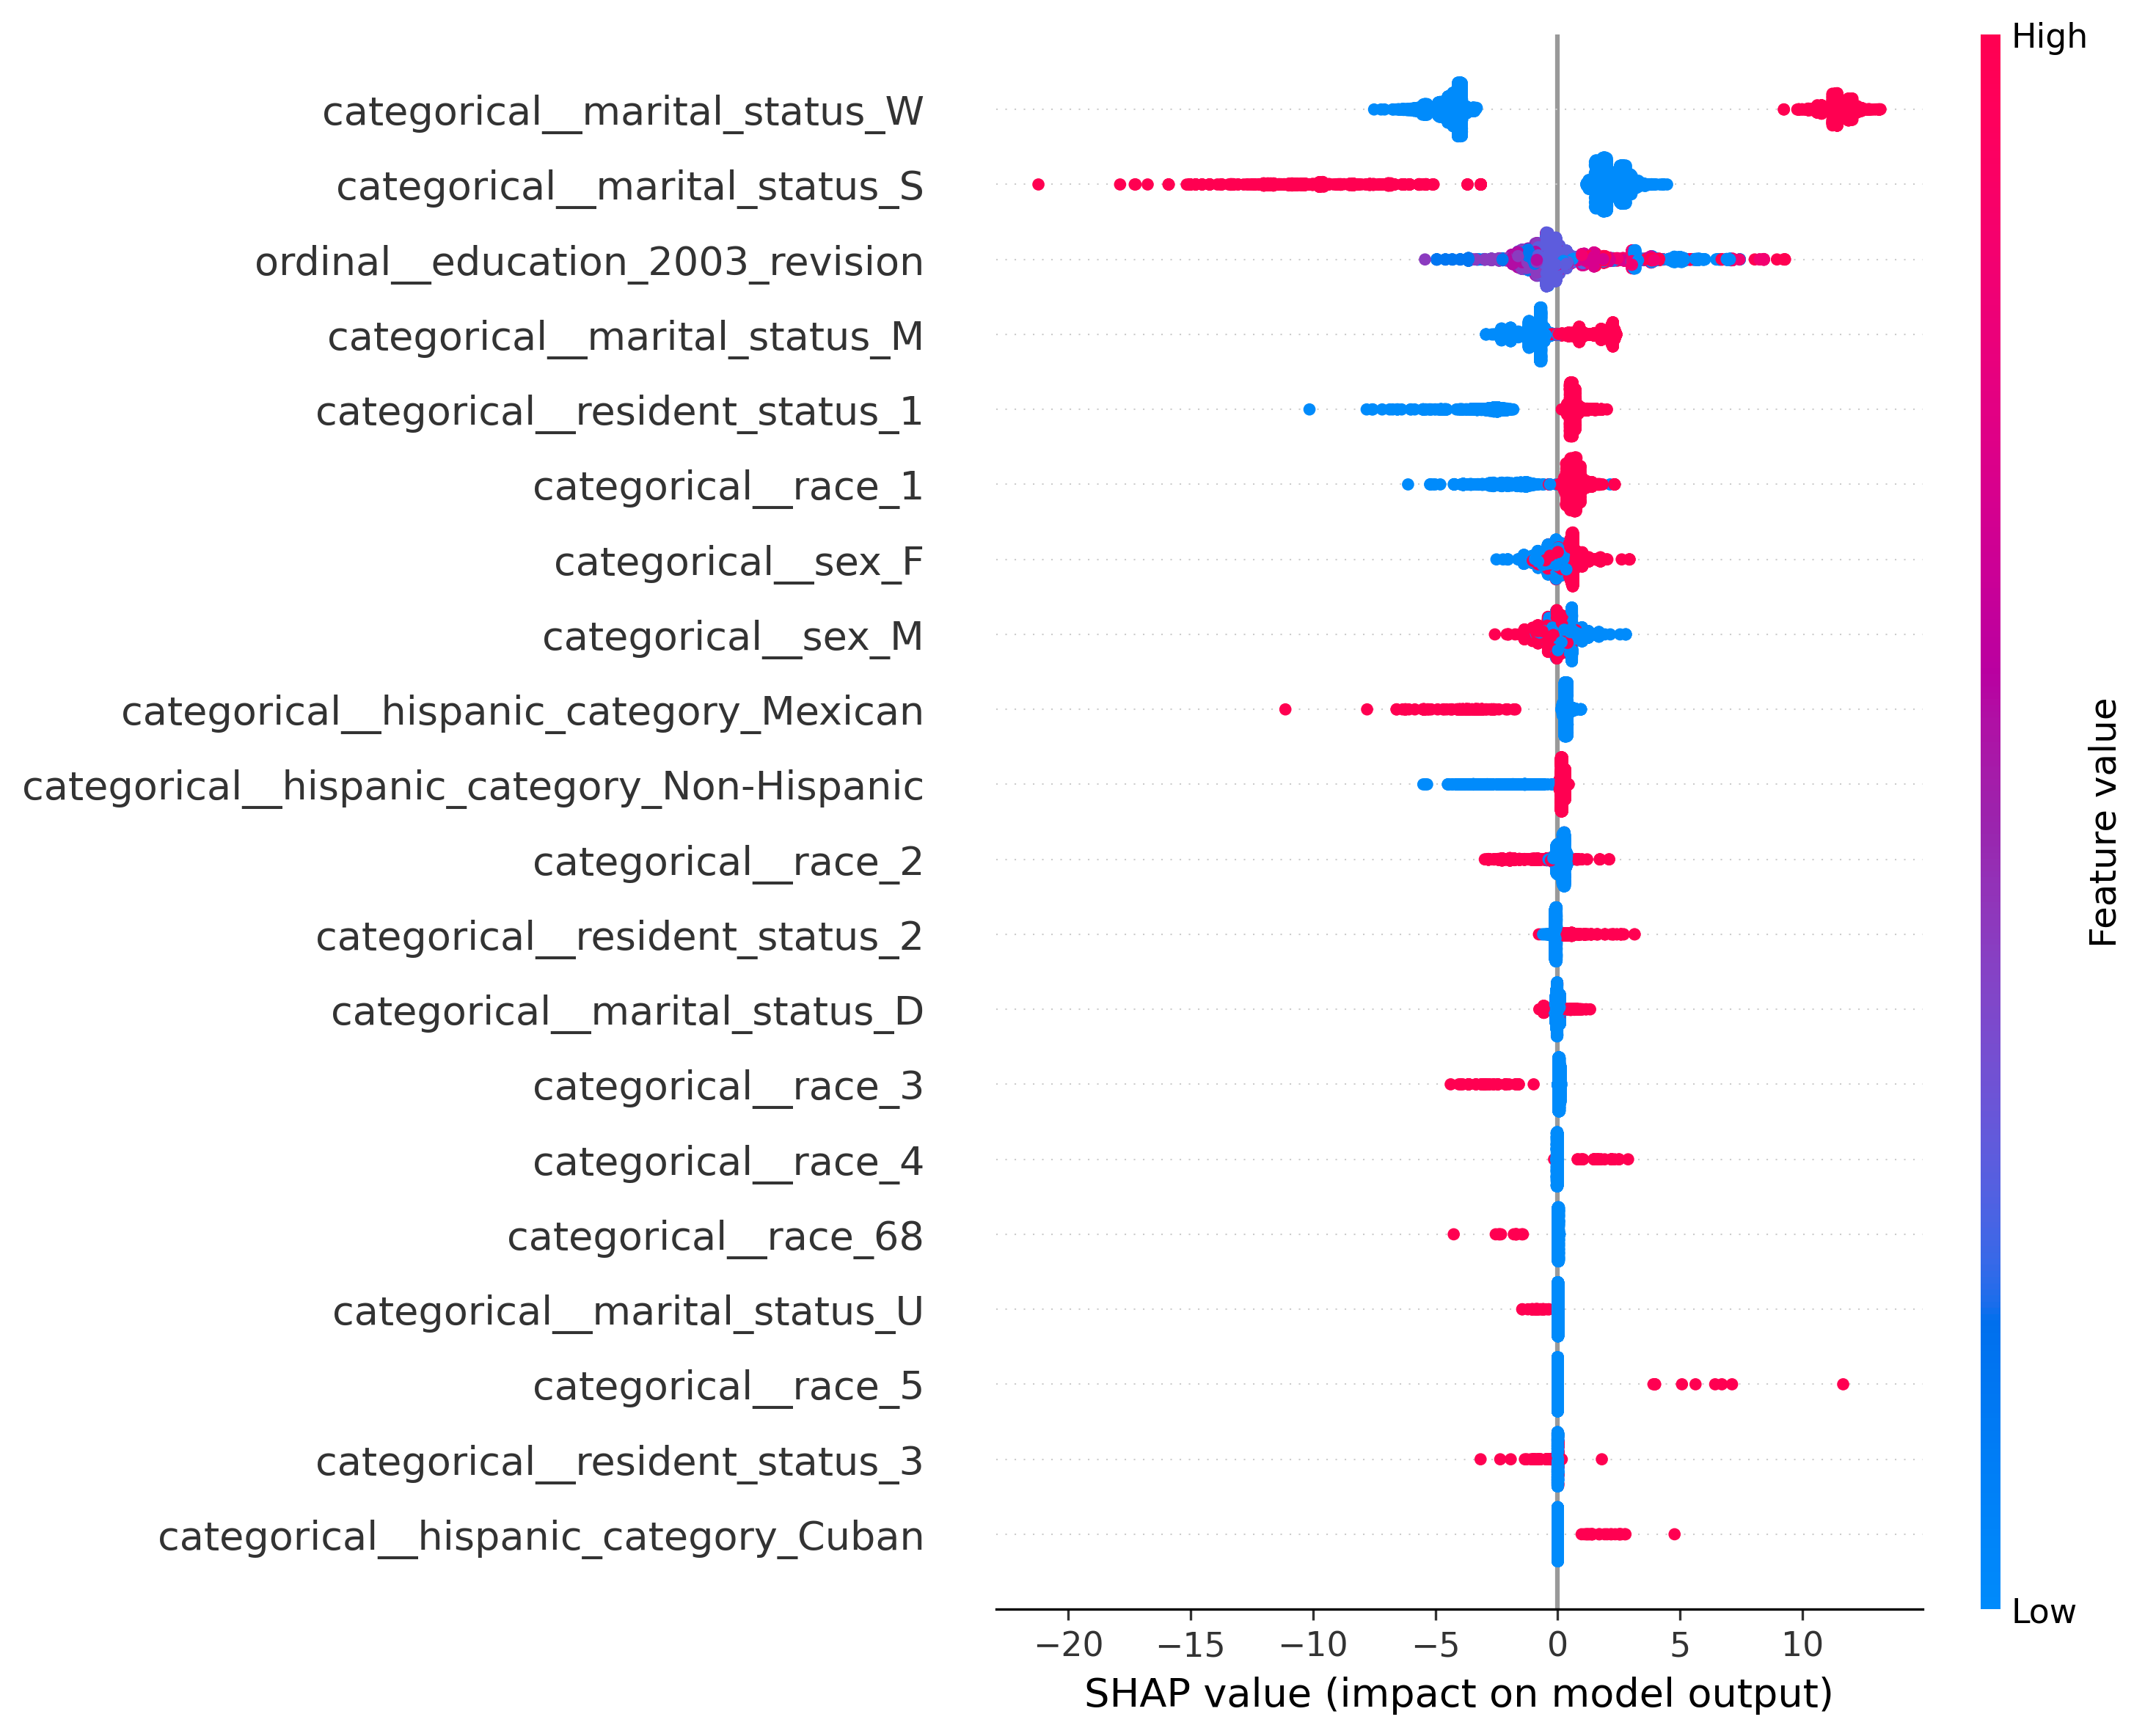 High
categorical__marital_status_W
categorical__marital_status_S
ordinal__education_2003_revision
categorical__marital_status_M
categorical__resident_status_1
categorical__race_1
categorical__sex_F
categorical__sex_M
categorical__hispanic_category_Mexican
categorical__hispanic_category_Non-Hispanic
categorical__race_2
categorical__resident_status_2
categorical__marital_status_D
categorical__race_3
categorical__race_4
categorical__race_68
categorical__marital_status_U
categorical__race_5
categorical__resident_status_3
categorical__hispanic_category_Cuban
Feature value
Low
−20 −15 −10 −5 0 5 10
SHAP value (impact on model output)